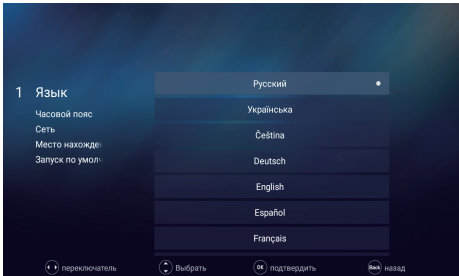 1 Язык
Часовой пояс
Сеть
Место нахожде
Запуск по умолч
Русский
Українська
Čeština
Deutsch
English
Español
Français
переключатель
Выбрать
OK подтвердить
Back назад